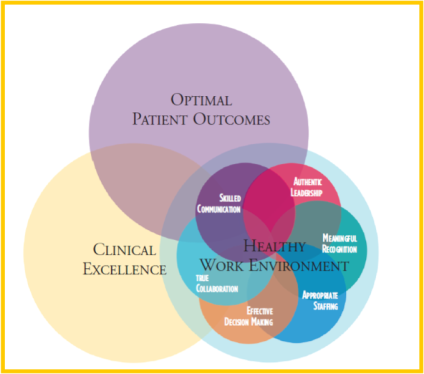 OPTIMAL
PATIENT OUTCOMES
SKILLED
COMMUNICATION
AUTHENTIC
LEADERSHIP
MEANINGFUL
RECOGNITION
CLINICAL
EXCELLENCE
HEALTHY
WORK ENVIRONMENT
TRUE
COLLABORATION
APPROPRIATE
STAFFING
EFFECTIVE
DECISION MAKING